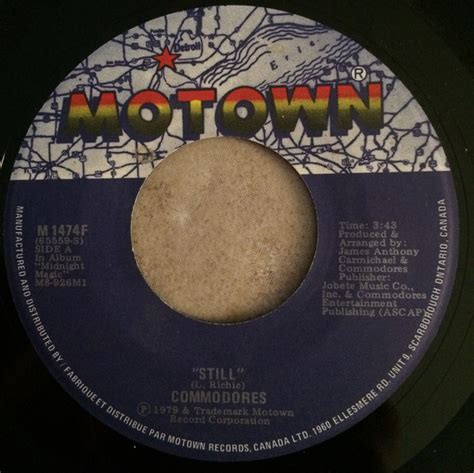 Detroit
Erie
MOTOWN®
M 1474F
(65559-S)
SIDE A
In Album
"Midnight
Magic"
M8-926M1
Time: 3:43
Produced &
Arranged by:
James Anthony
Carmichael &
Commodores
Publisher:
Jobete Music Co.,
Inc. & Commodores
Entertainment
Publishing (ASCAP)
"STILL"
(L. Richie)
COMMODORES
℗ 1979 & Trademark Motown
Record Corporation
MANUFACTURED AND DISTRIBUTED BY / FABRIQUE ET DISTRIBUE PAR MOTOWN RECORDS, CANADA LTD. 1960 ELLESMERE RD. UNIT 9, SCARBOROUGH ONTARIO, CANADA